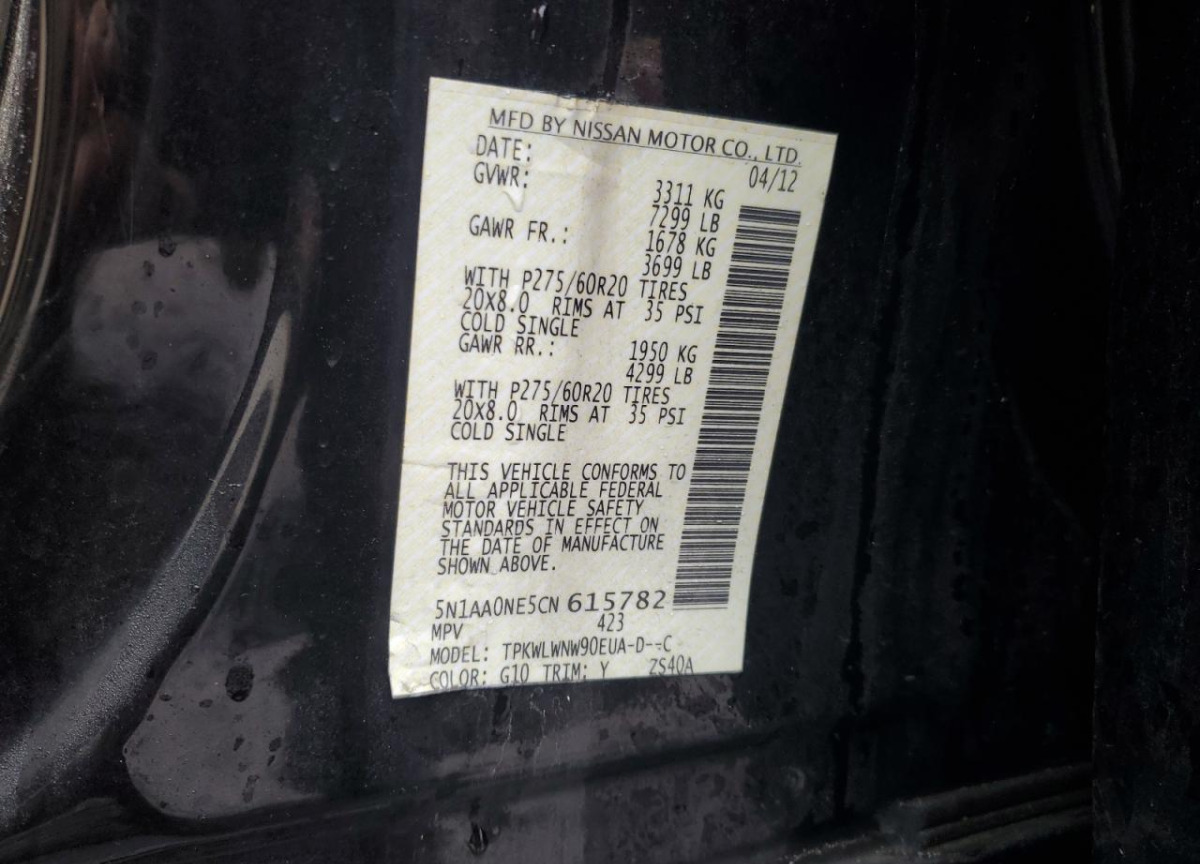 MFD BY NISSAN MOTOR CO., LTD.
DATE: 04/12
GVWR: 3311 KG
7299 LB
GAWR FR.: 1678 KG
3699 LB
WITH P275/60R20 TIRES
20X8.0 RIMS AT 35 PSI
COLD SINGLE
GAWR RR.: 1950 KG
4299 LB
WITH P275/60R20 TIRES
20X8.0 RIMS AT 35 PSI
COLD SINGLE
THIS VEHICLE CONFORMS TO
ALL APPLICABLE FEDERAL
MOTOR VEHICLE SAFETY
STANDARDS IN EFFECT ON
THE DATE OF MANUFACTURE
SHOWN ABOVE.
5N1AA0NE5CN 615782
MPV 423
MODEL: TPKWLWNW90EUA-D--C
COLOR: G10 TRIM: Y ZS40A